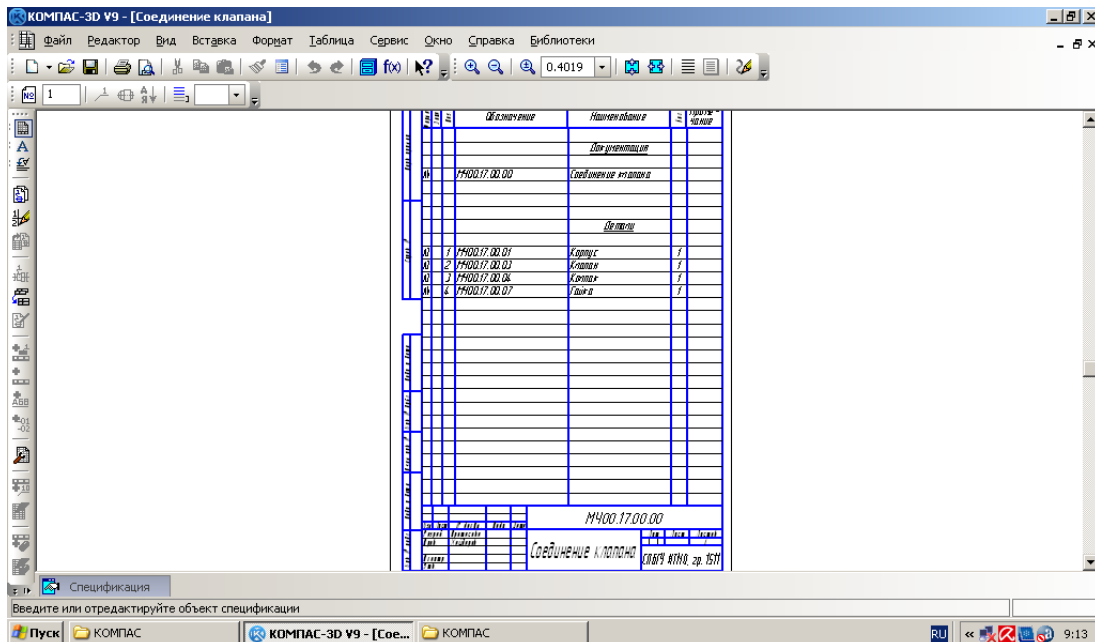 КОМПАС-3D V9 - [Соединение клапана]
Файл Редактор Вид Вставка Формат Таблица Сервис Окно Справка Библиотеки
0.4019
1
Обозначение Наименование
Документация
МЧ00.17.00.00 Соединение клапана
Детали
1 МЧ00.17.00.01 Корпус 1
2 МЧ00.17.00.03 Клапан 1
3 МЧ00.17.00.06 Колпак 1
4 МЧ00.17.00.07 Гайка 1
МЧ00.17.00.00
Соединение клапана
гр. 1511
Спецификация
Введите или отредактируйте объект спецификации
Пуск КОМПАС КОМПАС-3D V9 - [Сое... КОМПАС RU 9:13